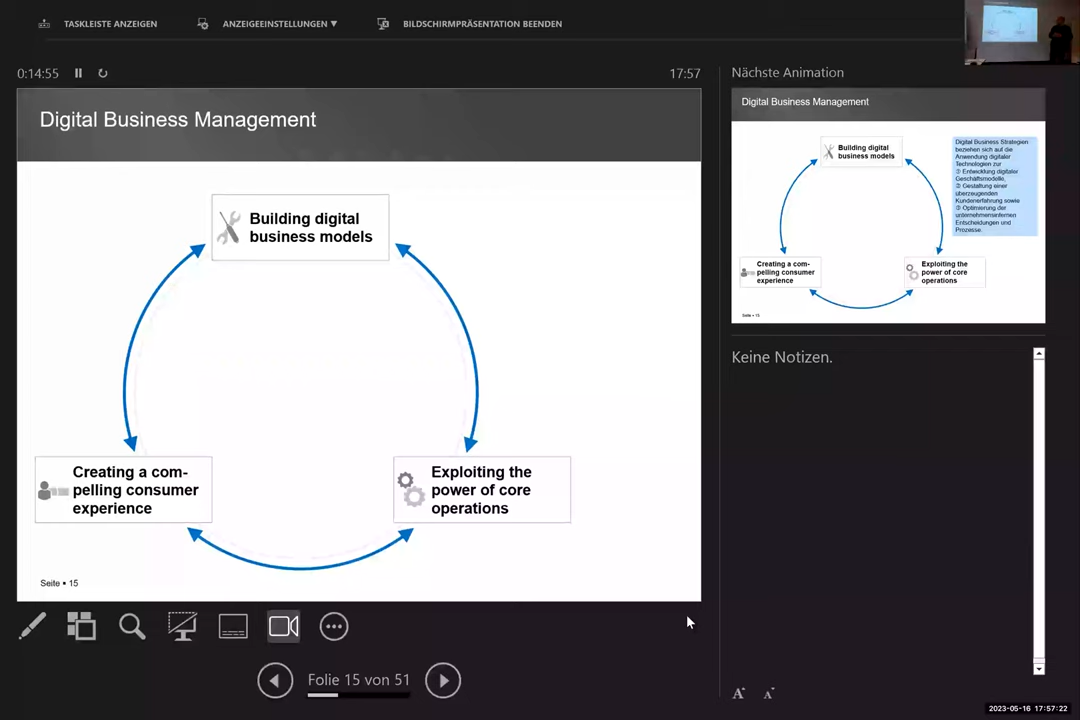 TASKLEISTE ANZEIGEN
ANZEIGEEINSTELLUNGEN ▼
BILDSCHIRMPRÄSENTATION BEENDEN
0:14:55
17:57
Digital Business Management
Building digital
business models
Creating a com-
pelling consumer
experience
Exploiting the
power of core
operations
Seite ▪ 15
Folie 15 von 51
Nächste Animation
Digital Business Management
Building digital
business models
Digital Business Strategien
beziehen sich auf die
Anwendung digitaler
Technologien zur
① Entwicklung digitaler
Geschäftsmodelle,
② Gestaltung einer
überzeugenden
Kundenerfahrung sowie
③ Optimierung der
unternehmensinternen
Entscheidungen und
Prozesse.
Creating a com-
pelling consumer
experience
Exploiting the
power of core
operations
Seite ▪ 15
Keine Notizen.
A A
2023-05-16 17:57:22